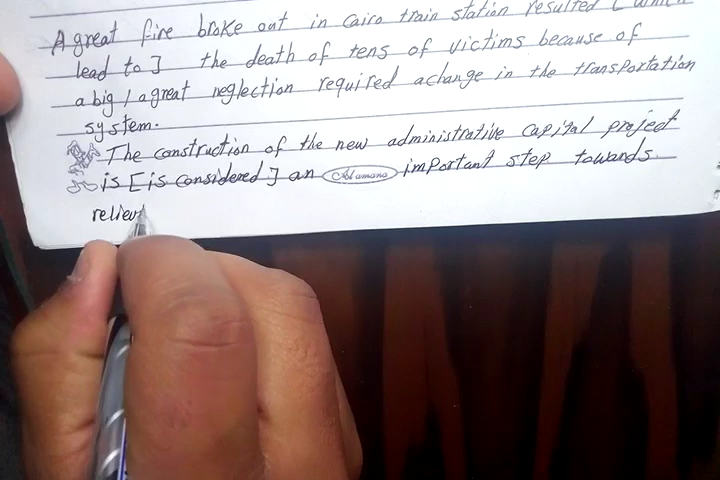 A great fire broke out in Cairo train station resulted [ which
lead to ] the death of tens of victims because of
a big / a great neglection required a change in the transportation
system.
The construction of the new administrative capital project
is [ is considered ] an important step towards
reliev